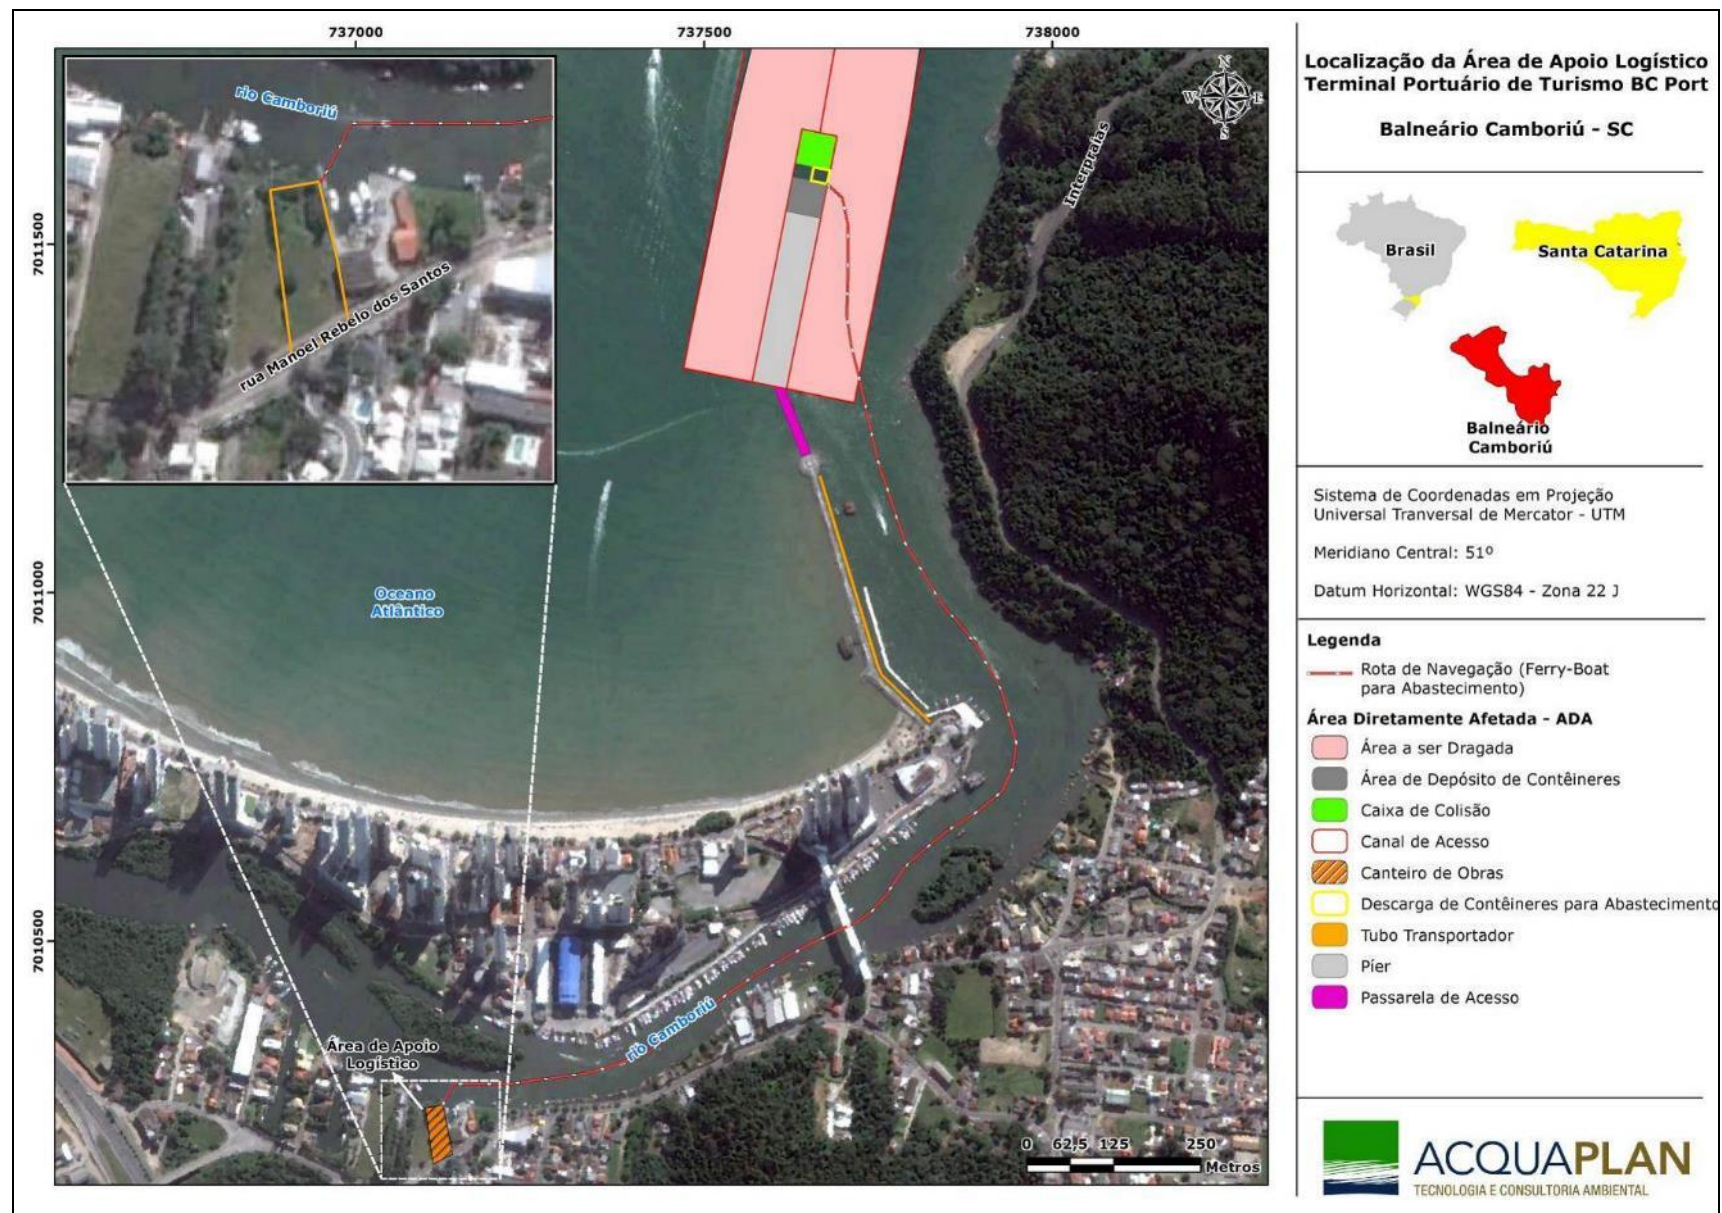 737000
737500
738000
7011500
7011000
7010500
rio Camboriú
rua Manoel Rebelo dos Santos
Interpraias
N
W
E
S
Oceano
Atlântico
rio Camboriú
Área de Apoio
Logístico
0 62,5 125 250
Metros
Localização da Área de Apoio Logístico
Terminal Portuário de Turismo BC Port
Balneário Camboriú - SC
Brasil
Santa Catarina
Balneário
Camboriú
Sistema de Coordenadas em Projeção
Universal Tranversal de Mercator - UTM
Meridiano Central: 51º
Datum Horizontal: WGS84 - Zona 22 J
Legenda
Rota de Navegação (Ferry-Boat
para Abastecimento)
Área Diretamente Afetada - ADA
Área a ser Dragada
Área de Depósito de Contêineres
Caixa de Colisão
Canal de Acesso
Canteiro de Obras
Descarga de Contêineres para Abastecimento
Tubo Transportador
Píer
Passarela de Acesso
ACQUAPLAN
TECNOLOGIA E CONSULTORIA AMBIENTAL